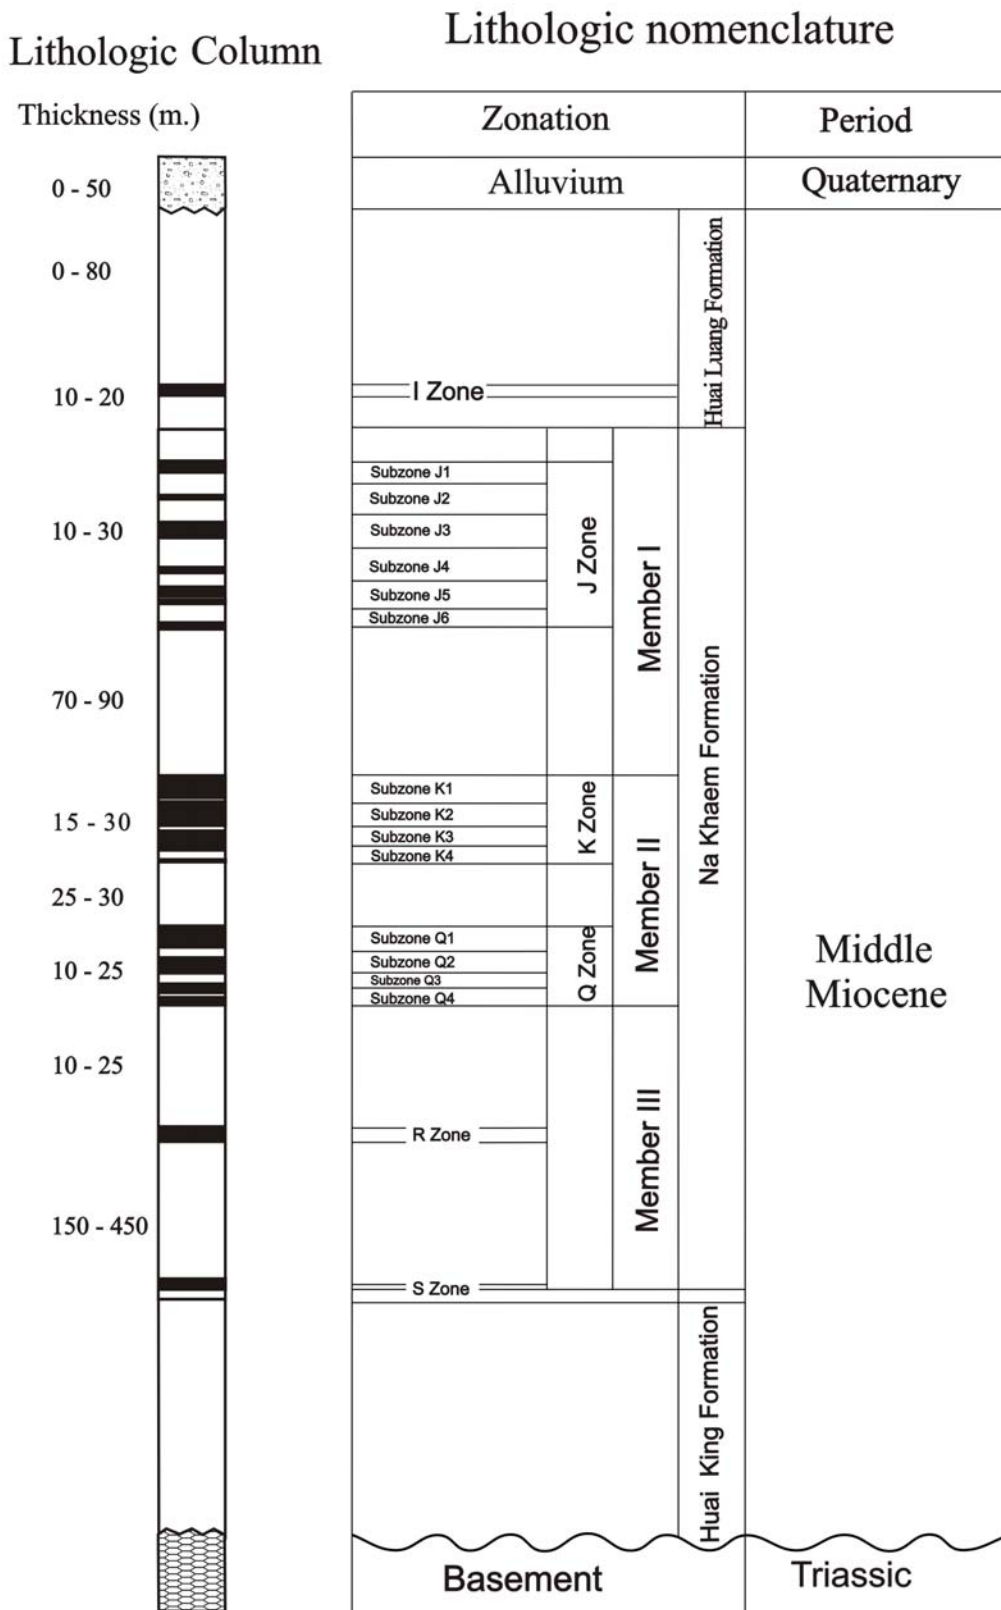 Lithologic Column
Lithologic nomenclature
Thickness (m.)
Zonation
Period
0 - 50
Alluvium
Quaternary
0 - 80
Huai Luang Formation
10 - 20
I Zone
Subzone J1
Subzone J2
10 - 30
Subzone J3
Subzone J4
Subzone J5
Subzone J6
J Zone
Member I
70 - 90
Na Khaem Formation
Subzone K1
15 - 30
Subzone K2
Subzone K3
Subzone K4
K Zone
Member II
25 - 30
Subzone Q1
10 - 25
Subzone Q2
Subzone Q3
Subzone Q4
Q Zone
Middle
Miocene
10 - 25
R Zone
Member III
150 - 450
S Zone
Huai King Formation
Basement
Triassic